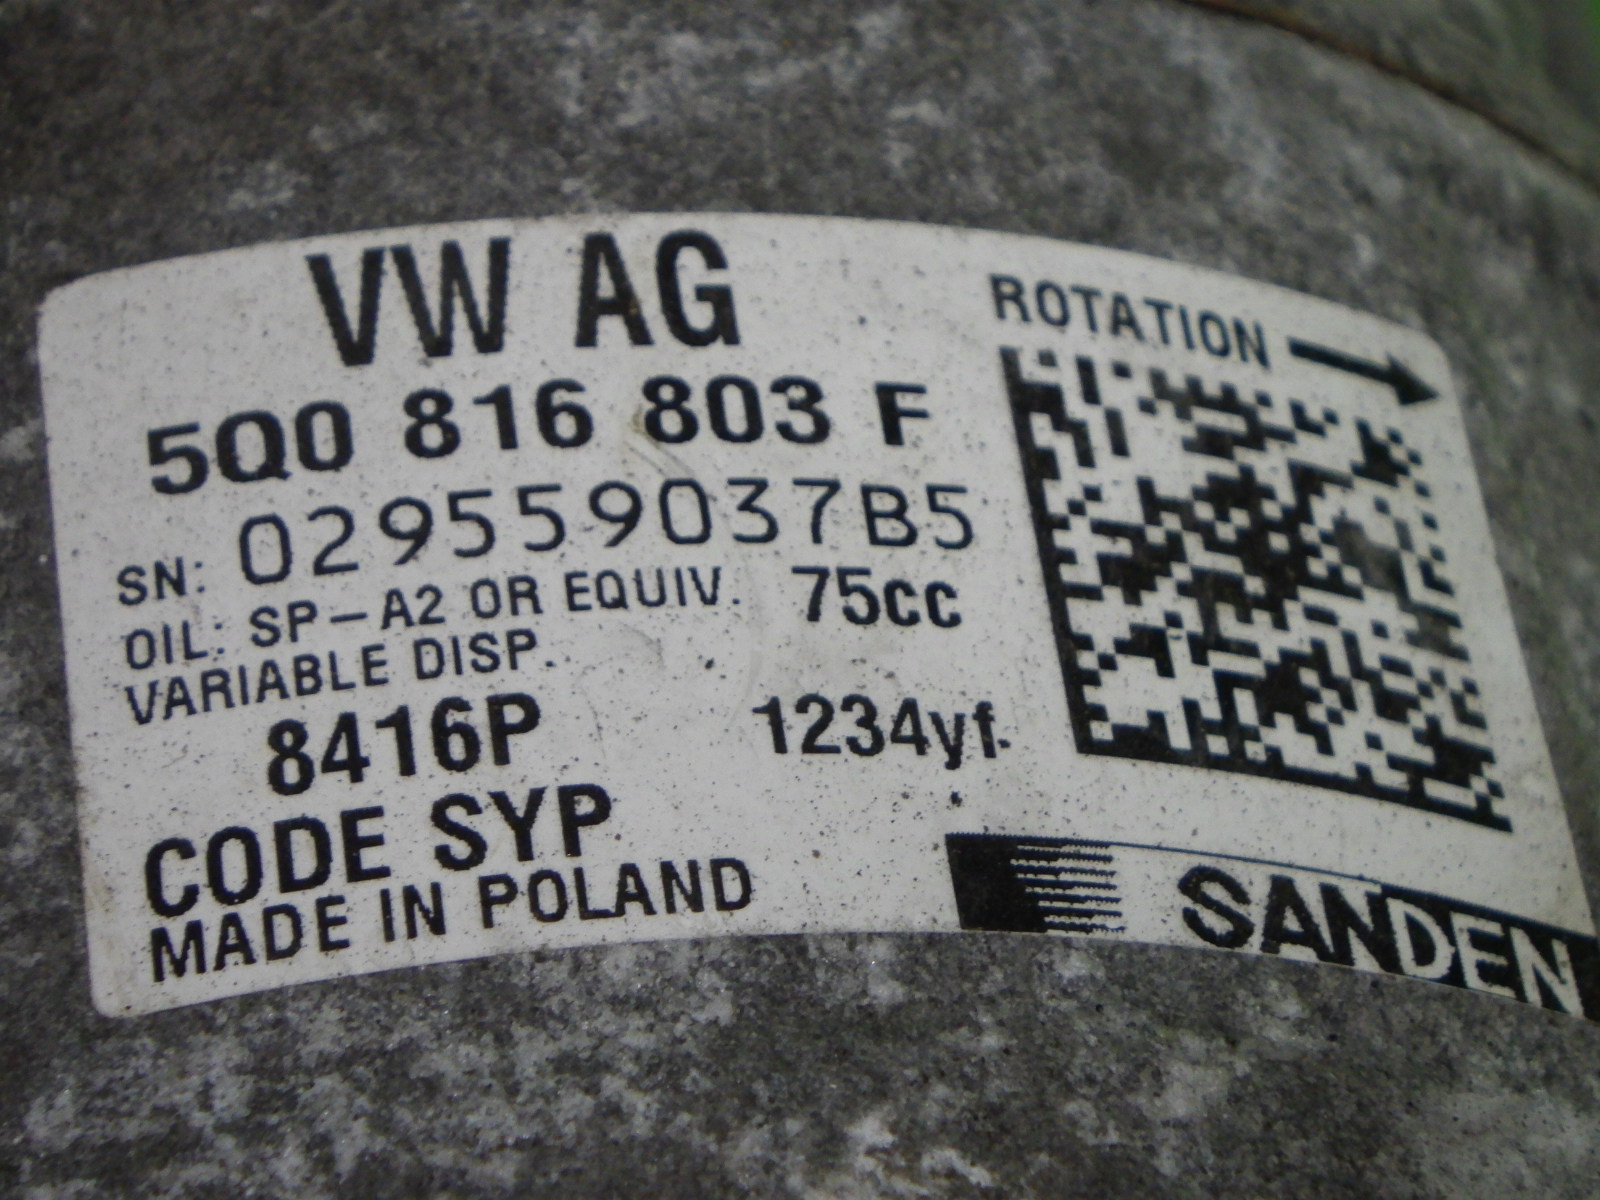 VW AG
5Q0 816 803 F
SN: 029559037B5
OIL: SP-A2 OR EQUIV. 75cc
VARIABLE DISP.
8416P 1234yf.
CODE SYP
MADE IN POLAND
ROTATION →
SANDEN